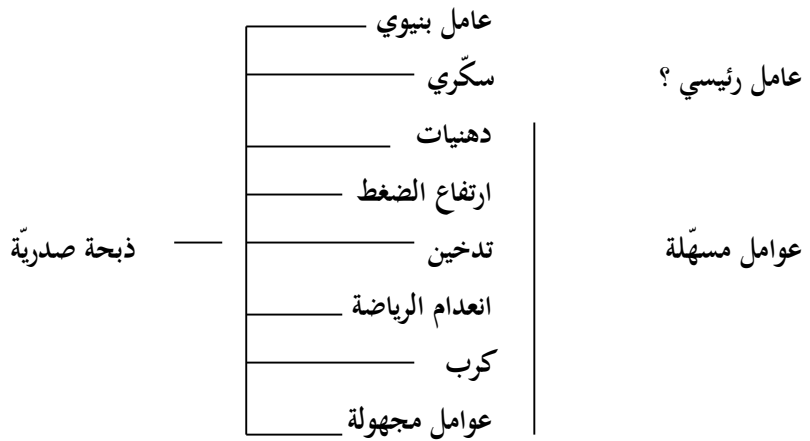 عامل بنيوي
عامل رئيسي ؟ سكّري
دهنيات
ارتفاع الضغط
عوامل مسهّلة تدخين ذبحة صدريّة
انعدام الرياضة
كرب
عوامل مجهولة